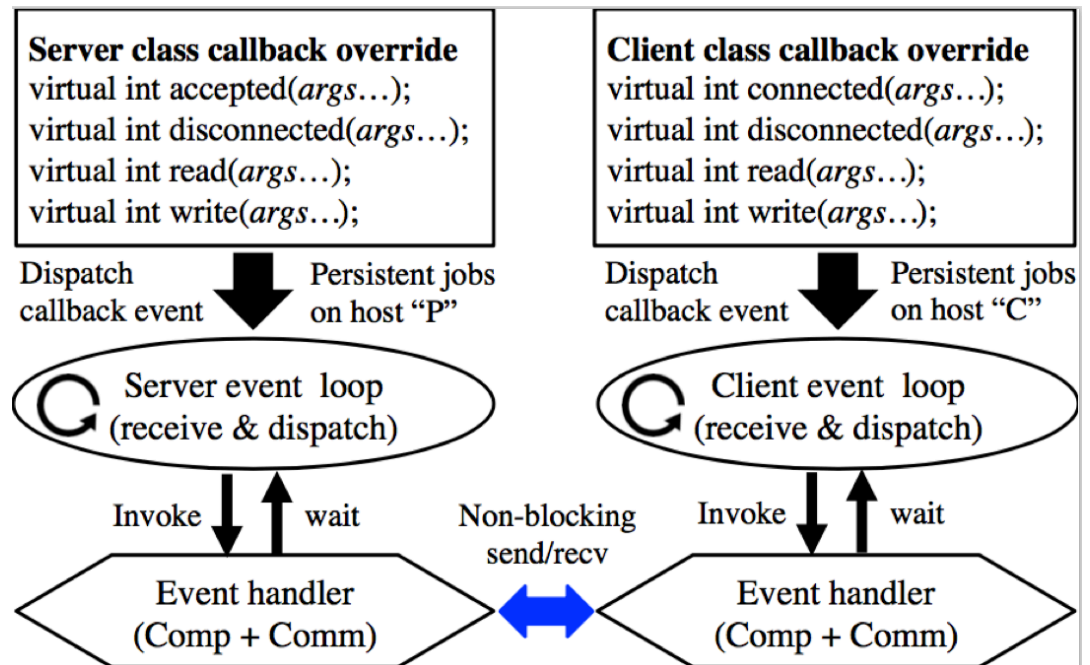 Server class callback override
virtual int accepted(args…);
virtual int disconnected(args…);
virtual int read(args…);
virtual int write(args…);
Client class callback override
virtual int connected(args…);
virtual int disconnected(args…);
virtual int read(args…);
virtual int write(args…);
Dispatch
callback event
Persistent jobs
on host “P”
Dispatch
callback event
Persistent jobs
on host “C”
Server event loop
(receive & dispatch)
Client event loop
(receive & dispatch)
Invoke
wait
Non-blocking
send/recv
Invoke
wait
Event handler
(Comp + Comm)
Event handler
(Comp + Comm)